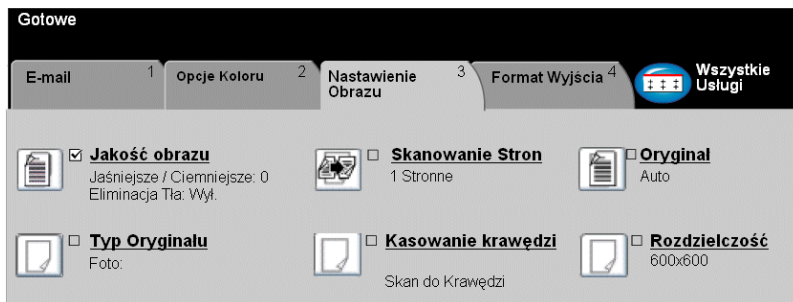 Gotowe
E-mail 1
Opcje Koloru 2
Nastawienie Obrazu 3
Format Wyjścia 4
Wszystkie Usługi
Jakość obrazu
Jaśniejsze / Ciemniejsze: 0
Eliminacja Tła: Wył.
Skanowanie Stron
1 Stronne
Oryginał
Auto
Typ Oryginału
Foto:
Kasowanie krawędzi
Skan do Krawędzi
Rozdzielczość
600x600